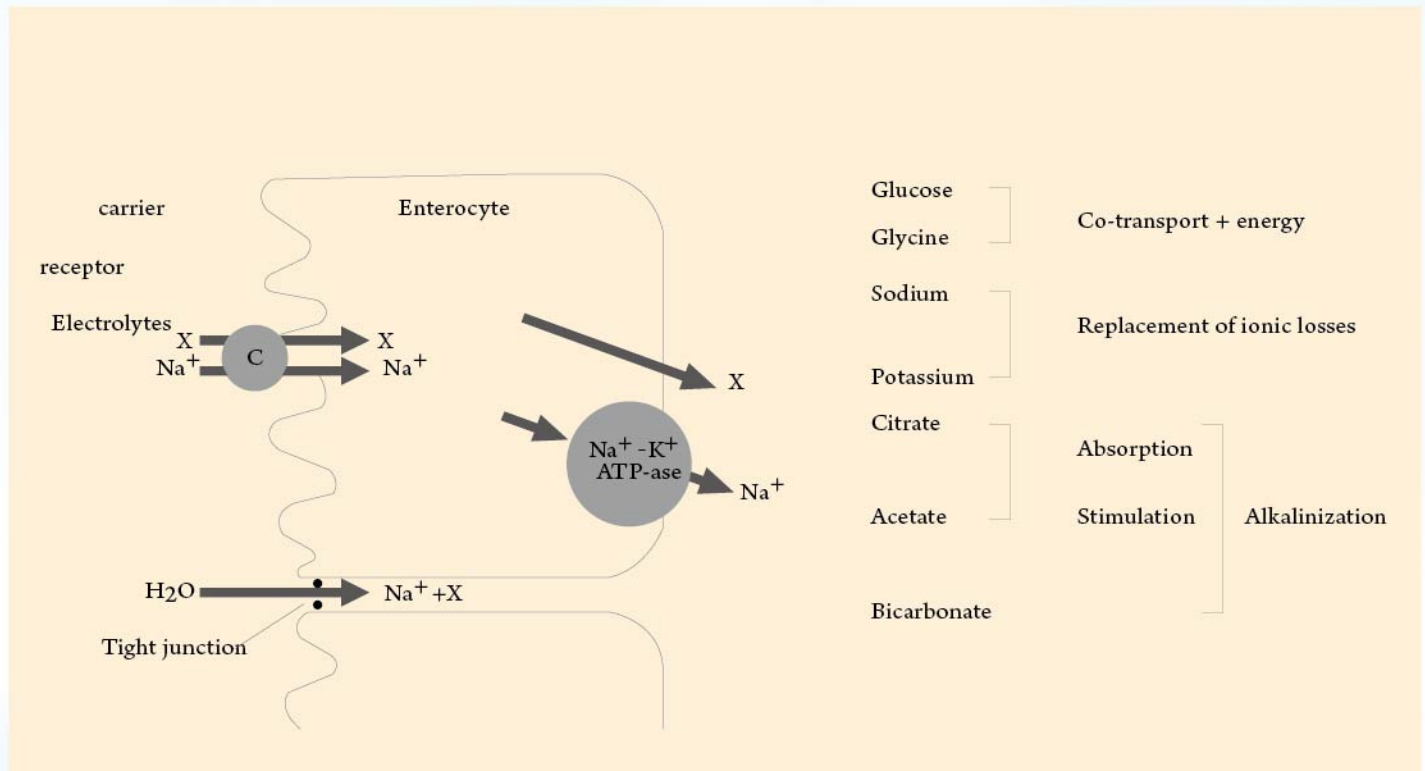 carrier
Enterocyte
receptor
Electrolytes
X
X
Na+
C
Na+
X
Na+ -K+
ATP-ase
Na+
H2O
Na+ +X
Tight junction
Glucose
Glycine
Co-transport + energy
Sodium
Potassium
Replacement of ionic losses
Citrate
Acetate
Absorption
Stimulation
Alkalinization
Bicarbonate